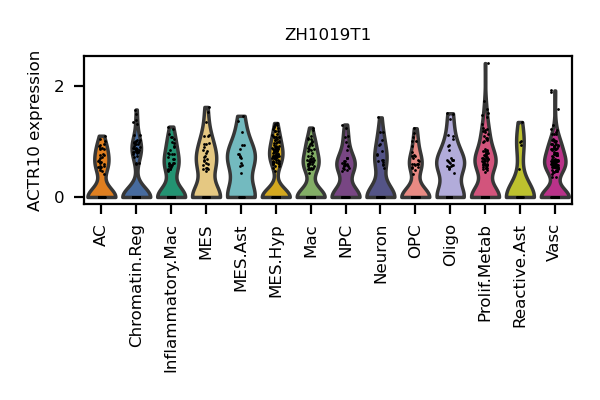 ZH1019T1
ACTR10 expression
2
0
AC
Chromatin.Reg
Inflammatory.Mac
MES
MES.Ast
MES.Hyp
Mac
NPC
Neuron
OPC
Oligo
Prolif.Metab
Reactive.Ast
Vasc